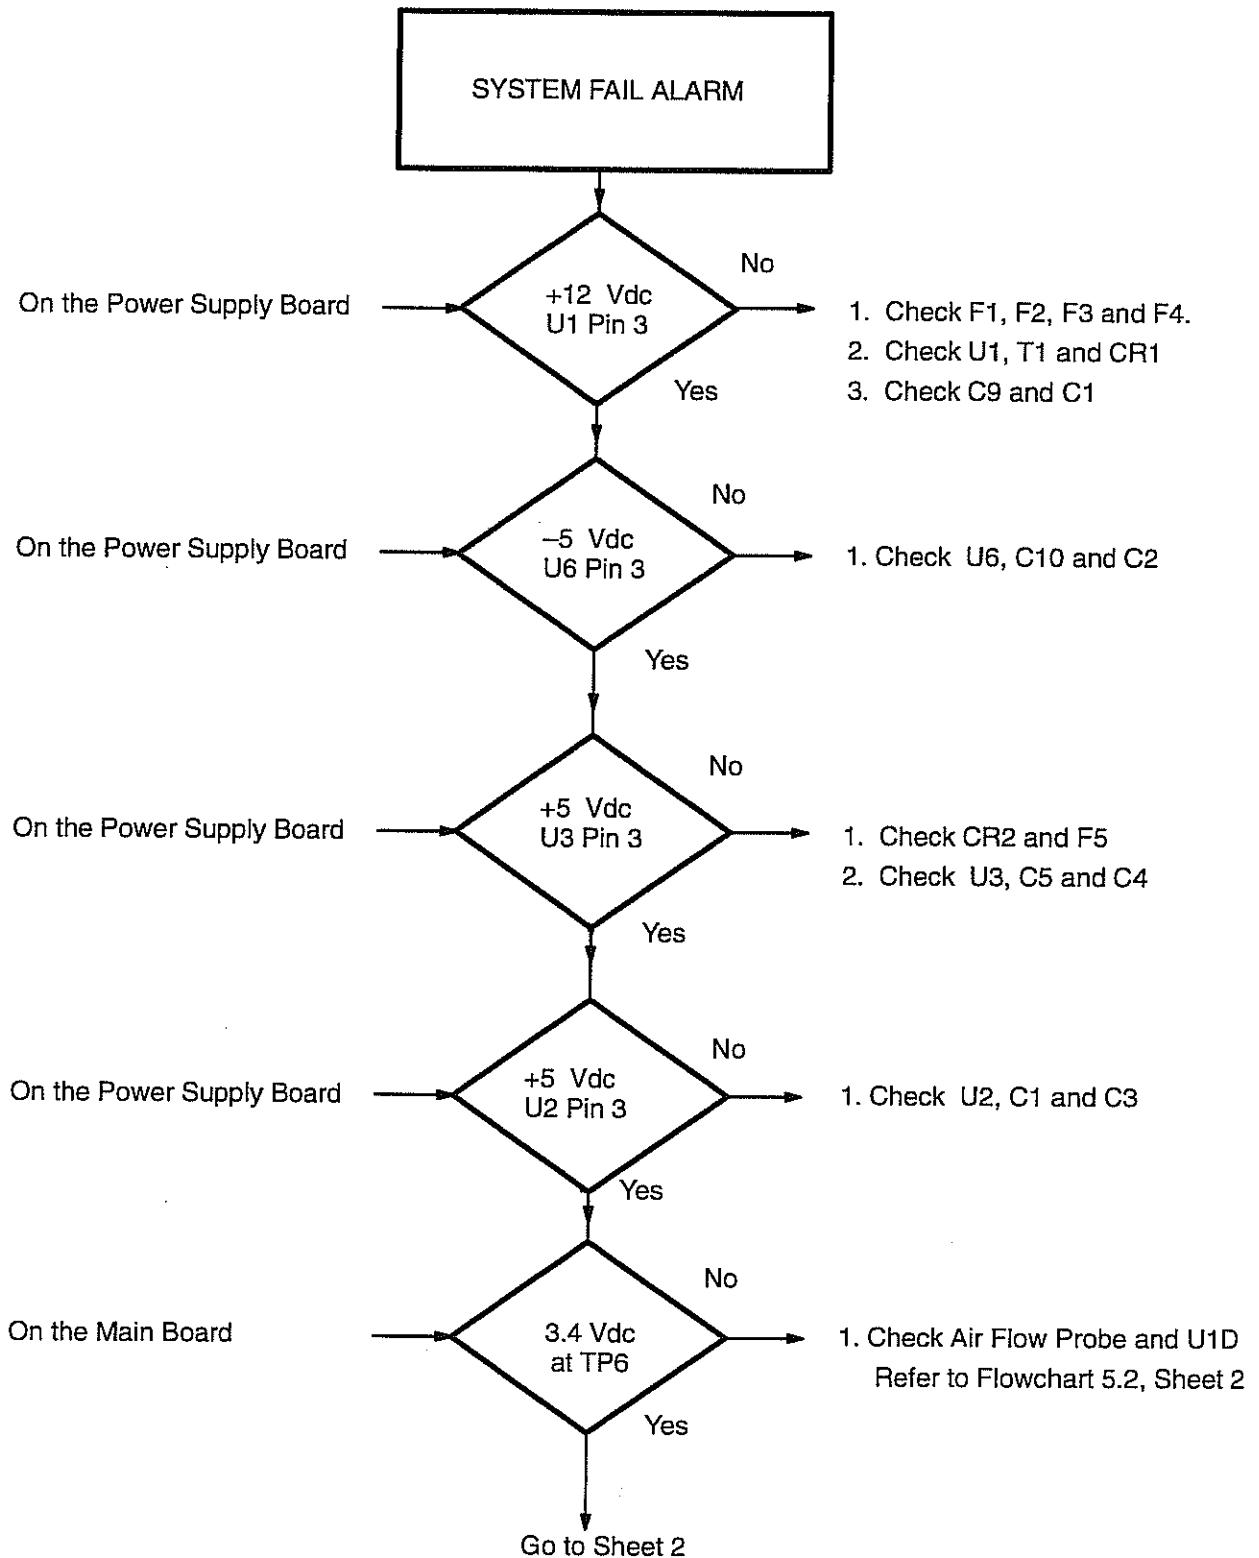 SYSTEM FAIL ALARM
On the Power Supply Board
+12 Vdc
U1 Pin 3
No
1. Check F1, F2, F3 and F4.
2. Check U1, T1 and CR1
3. Check C9 and C1
Yes
On the Power Supply Board
–5 Vdc
U6 Pin 3
No
1. Check U6, C10 and C2
Yes
On the Power Supply Board
+5 Vdc
U3 Pin 3
No
1. Check CR2 and F5
2. Check U3, C5 and C4
Yes
On the Power Supply Board
+5 Vdc
U2 Pin 3
No
1. Check U2, C1 and C3
Yes
On the Main Board
3.4 Vdc
at TP6
No
1. Check Air Flow Probe and U1D
Refer to Flowchart 5.2, Sheet 2
Yes
Go to Sheet 2